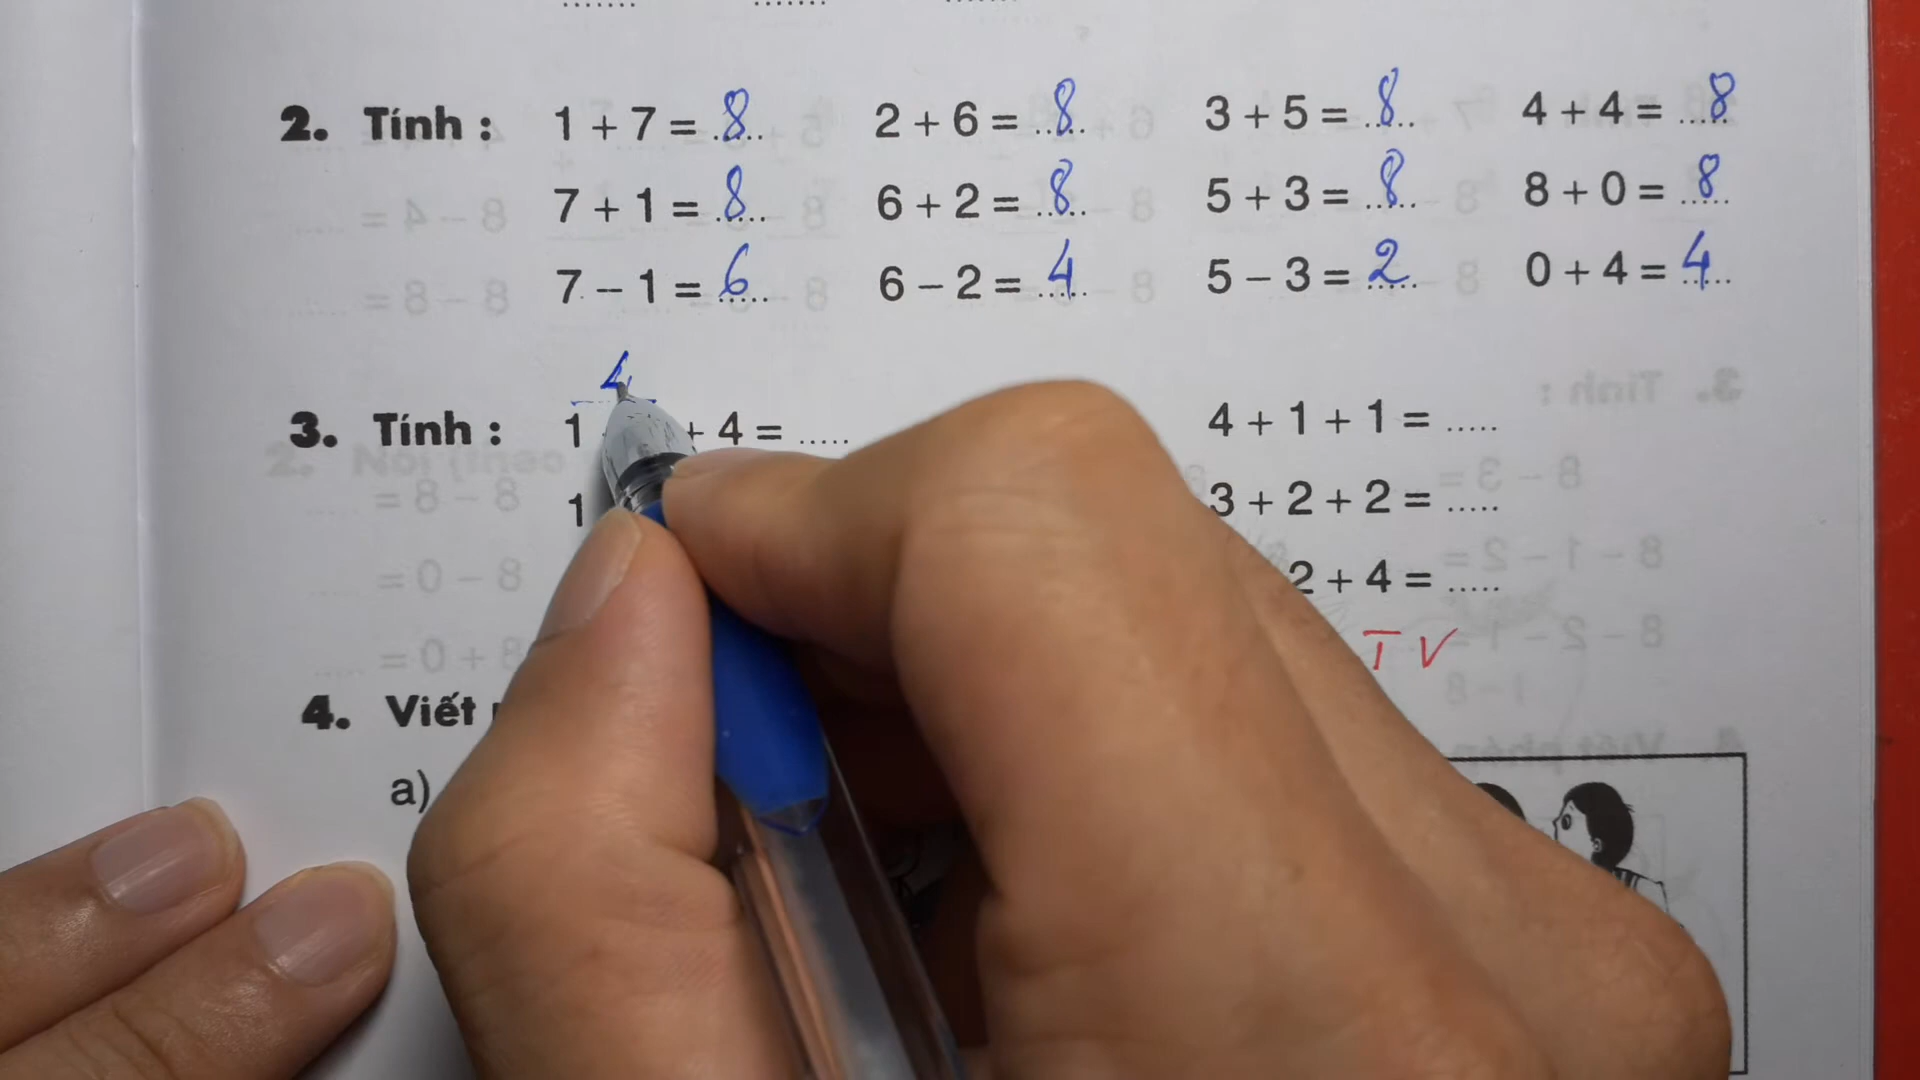 2. Tính : 1 + 7 = 8 2 + 6 = 8 3 + 5 = 8 4 + 4 = 8
7 + 1 = 8 6 + 2 = 8 5 + 3 = 8 8 + 0 = 8
7 – 1 = 6 6 – 2 = 4 5 – 3 = 2 0 + 4 = 4
4
3. Tính : 1 + 4 = ..... 4 + 1 + 1 = .....
1 3 + 2 + 2 = .....
2 + 4 = .....
T V
4. Viết
a)